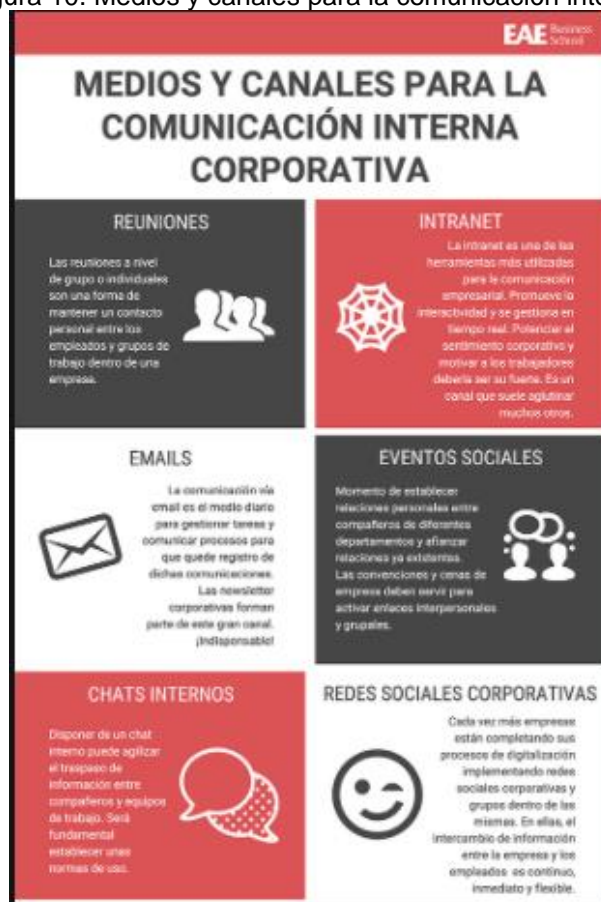 gura 10. Medios y canales para la comunicación inte
EAE Business School
MEDIOS Y CANALES PARA LA
COMUNICACIÓN INTERNA
CORPORATIVA
REUNIONES
Las reuniones a nivel
de grupo o individuales
son una forma de
mantener un contacto
personal entre los
empleados y grupos de
trabajo dentro de una
empresa.
INTRANET
La intranet es una de las
herramientas más utilizadas
para la comunicación
empresarial. Promueve la
interactividad y se gestiona en
tiempo real. Potenciar el
sentimiento corporativo y
motivar a los trabajadores
debería ser su fuerte. Es un
canal que suele aglutinar
muchos otros.
EMAILS
La comunicación vía
email es el medio diario
para gestionar tareas y
comunicar procesos para
que quede registro de
dichas comunicaciones.
Las newsletter
corporativas forman
parte de este gran canal.
¡Indispensable!
EVENTOS SOCIALES
Momento de establecer
relaciones personales entre
compañeros de diferentes
departamentos y afianzar
relaciones ya existentes.
Las convenciones y cenas de
empresa deben servir para
activar enlaces interpersonales
y grupales.
CHATS INTERNOS
Disponer de un chat
interno puede agilizar
el traspaso de
información entre
compañeros y equipos
de trabajo. Será
fundamental
establecer unas
normas de uso.
REDES SOCIALES CORPORATIVAS
Cada vez más empresas
están completando sus
procesos de digitalización
implementando redes
sociales corporativas y
grupos dentro de las
mismas. En ellas, el
intercambio de información
entre la empresa y los
empleados es continuo,
inmediato y flexible.